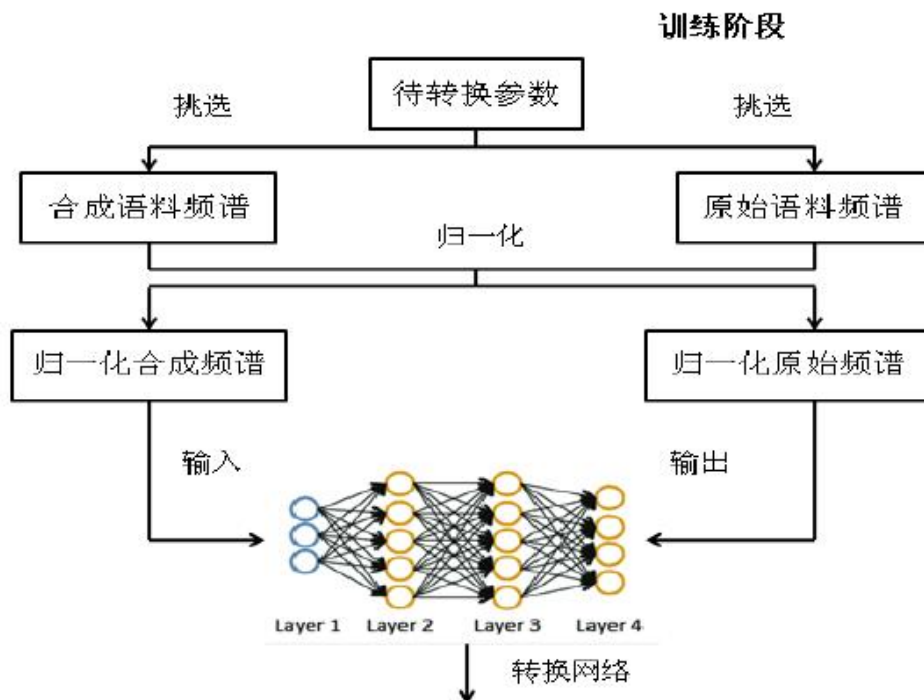 训练阶段
待转换参数
挑选
挑选
合成语料频谱
原始语料频谱
归一化
归一化合成频谱
归一化原始频谱
输入
输出
Layer 1
Layer 2
Layer 3
Layer 4
转换网络